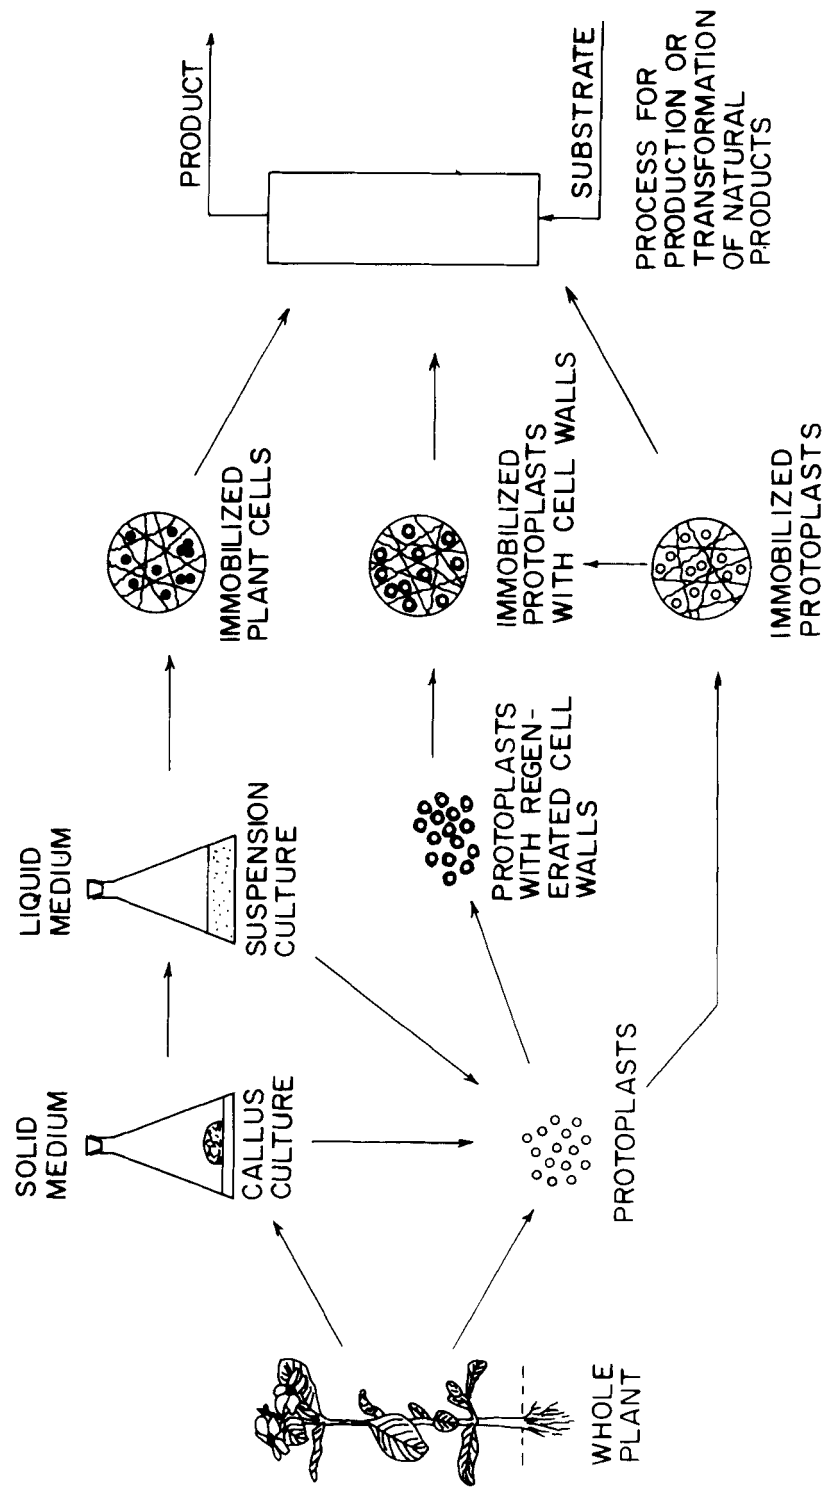 WHOLE
PLANT
SOLID
MEDIUM
CALLUS
CULTURE
LIQUID
MEDIUM
SUSPENSION
CULTURE
PROTOPLASTS
PROTOPLASTS
WITH REGEN-
ERATED CELL
WALLS
IMMOBILIZED
PLANT CELLS
IMMOBILIZED
PROTOPLASTS
WITH CELL WALLS
IMMOBILIZED
PROTOPLASTS
PRODUCT
SUBSTRATE
PROCESS FOR
PRODUCTION OR
TRANSFORMATION
OF NATURAL
PRODUCTS